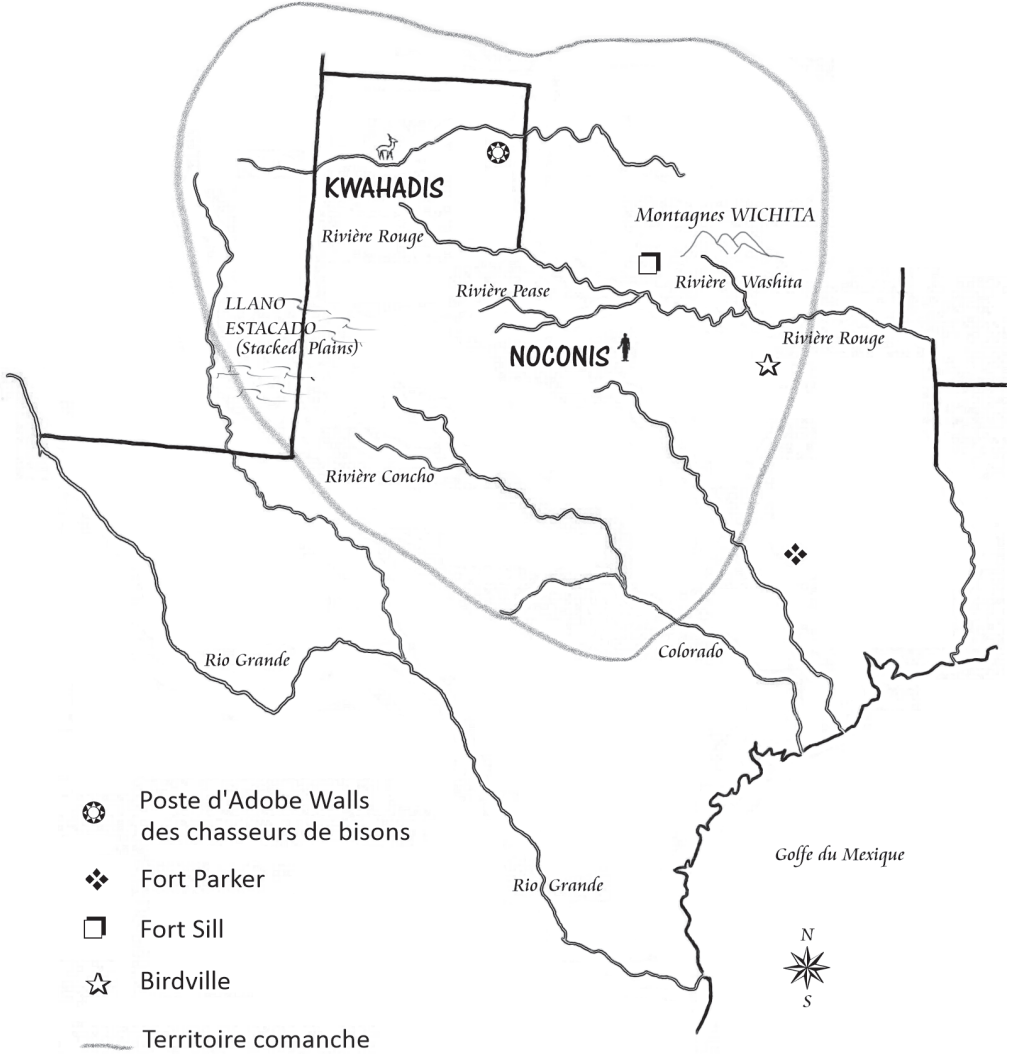 KWAHADIS
Montagnes WICHITA
Rivière Rouge
Rivière Pease
Rivière Washita
LLANO
ESTACADO
(Stacked Plains)
Rivière Rouge
NOCONIS
Rivière Concho
Rio Grande
Colorado
Poste d'Adobe Walls
des chasseurs de bisons
Golfe du Mexique
Fort Parker
Rio Grande
Fort Sill
N
Birdville
S
Territoire comanche